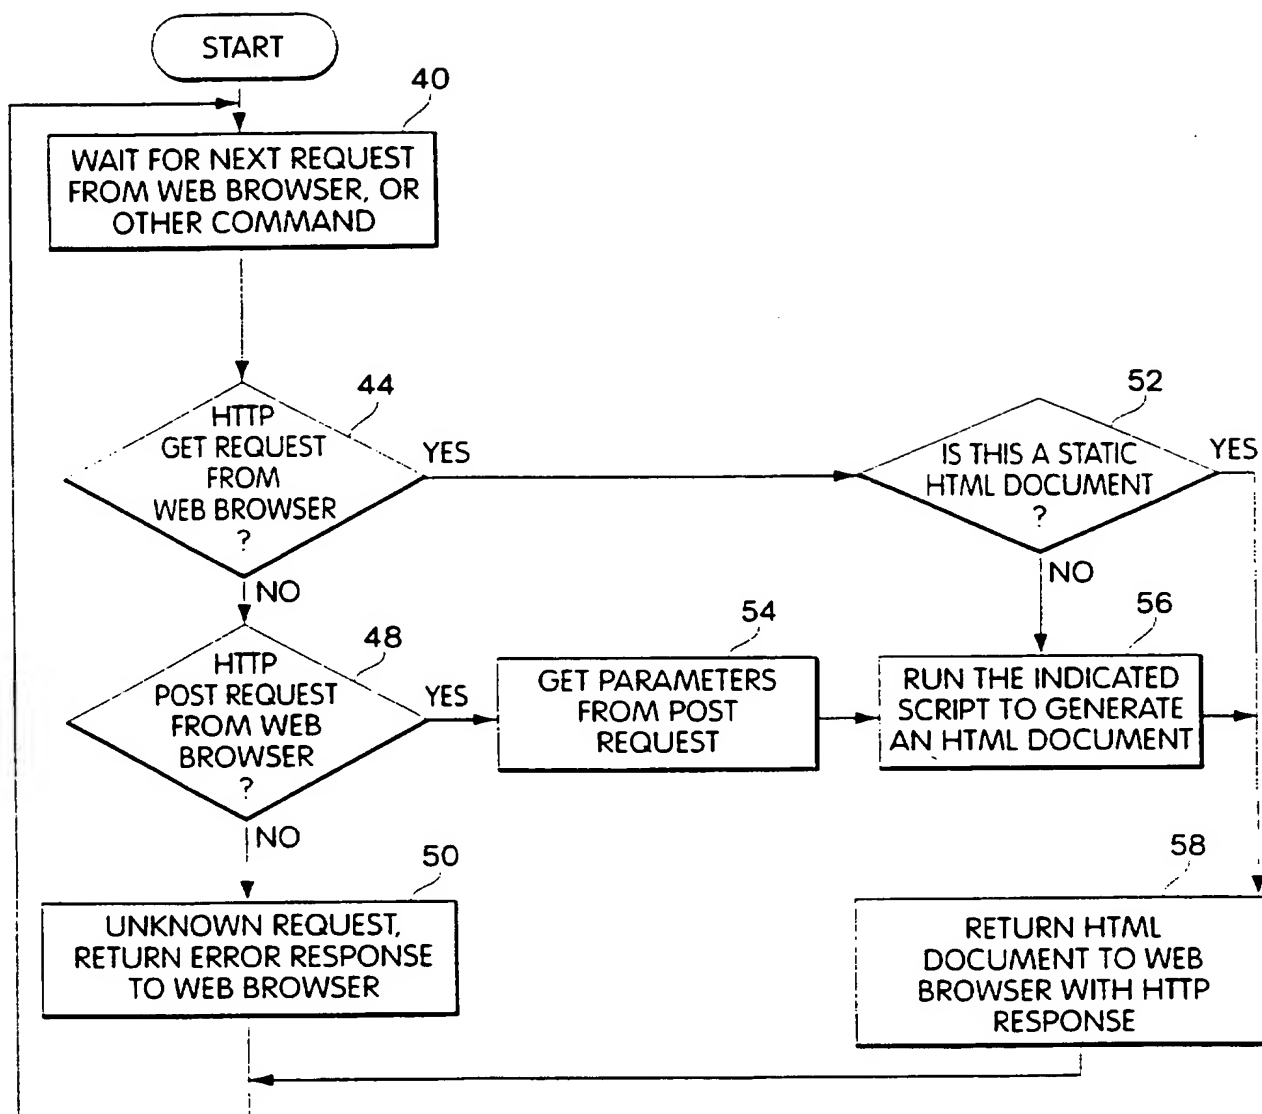 START
40
WAIT FOR NEXT REQUEST
FROM WEB BROWSER, OR
OTHER COMMAND
44
HTTP
GET REQUEST
FROM
WEB BROWSER
?
YES
NO
52
IS THIS A STATIC
HTML DOCUMENT
?
YES
NO
48
HTTP
POST REQUEST
FROM WEB
BROWSER
?
YES
NO
54
GET PARAMETERS
FROM POST
REQUEST
56
RUN THE INDICATED
SCRIPT TO GENERATE
AN HTML DOCUMENT
50
UNKNOWN REQUEST,
RETURN ERROR RESPONSE
TO WEB BROWSER
58
RETURN HTML
DOCUMENT TO WEB
BROWSER WITH HTTP
RESPONSE